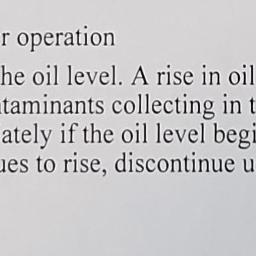 r operation
he oil level. A rise in oil
ntaminants collecting in t
ately if the oil level begi
ues to rise, discontinue u